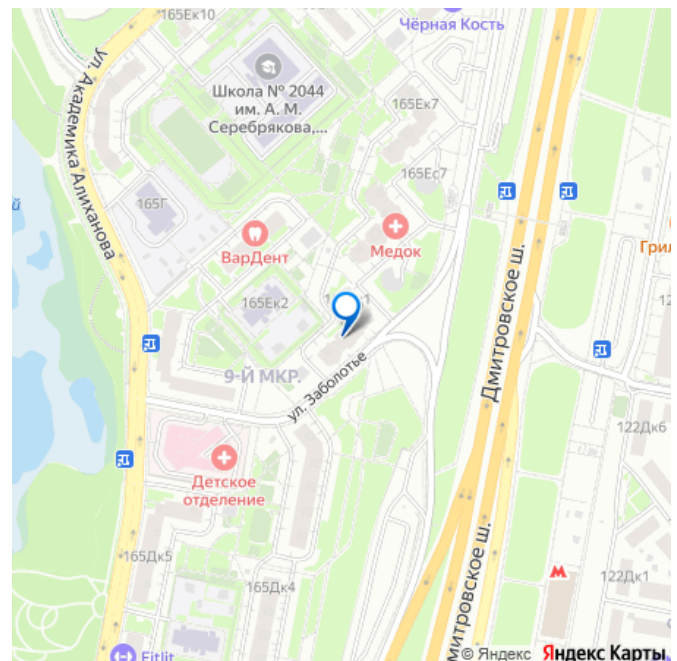 165Ек10
Чёрная Кость
ул. Академика Алиханова
Школа № 2044
им. А. М.
Серебрякова,...
165Ек7
165Ес7
165Г
ВарДент
Медок
Грил
165Ек2
Дмитровское ш.
9-Й МКР.
ул. Заболотье
122Дк6
Детское
отделение
165Дк5
165Дк4
122Дк1
Дмитровское ш.
Fitlit
© Яндекс Яндекс Карты